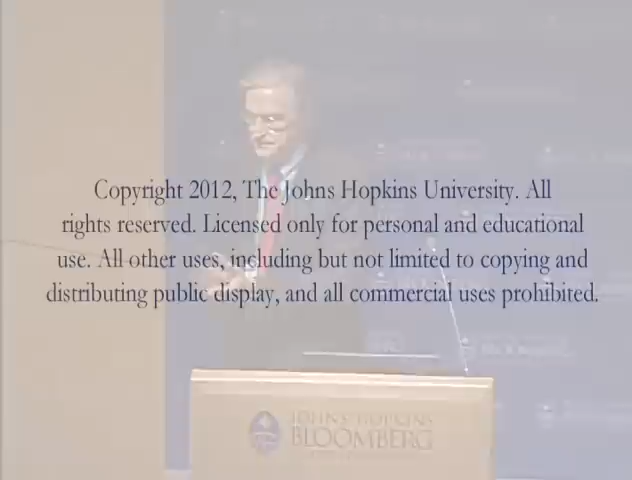 Copyright 2012, The Johns Hopkins University. All
rights reserved. Licensed only for personal and educational
use. All other uses, including but not limited to copying and
distributing public display, and all commercial uses prohibited.
JOHNS HOPKINS
BLOOMBERG